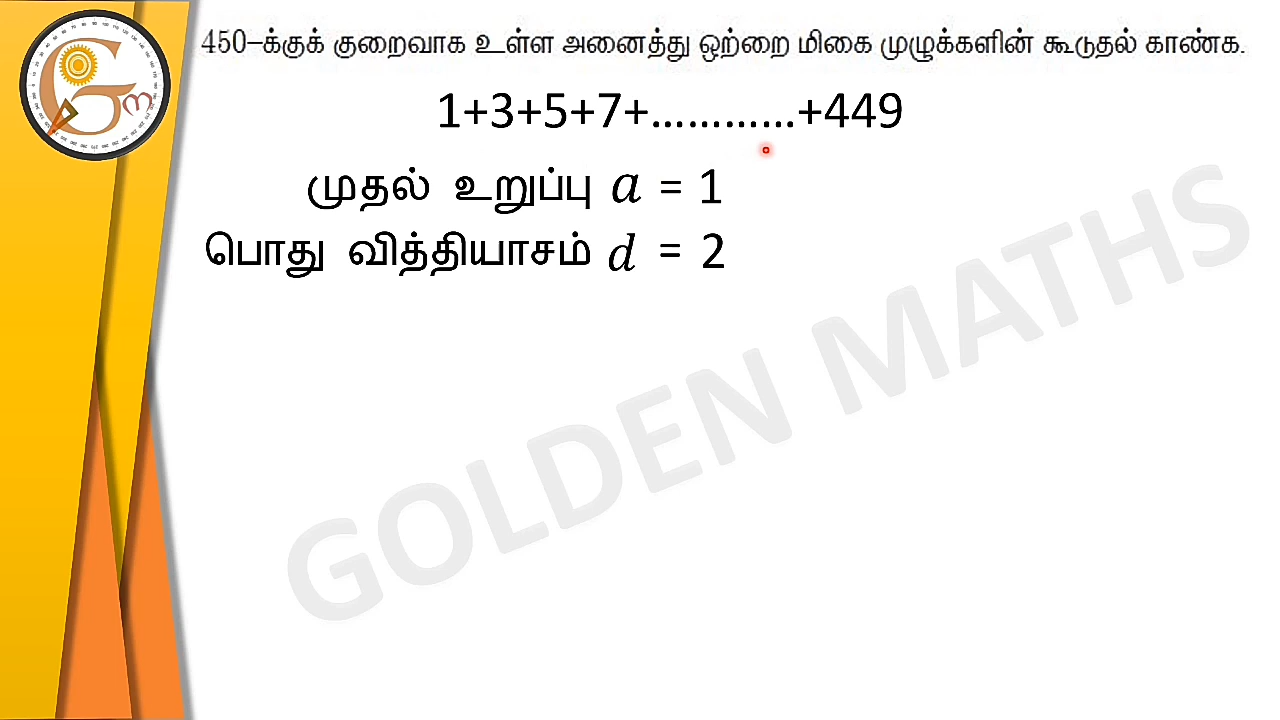 450–க்குக் குறைவாக உள்ள அனைத்து ஒற்றை மிகை முழுக்களின் கூடுதல் காண்க.
1+3+5+7+…………+449
முதல் உறுப்பு a = 1
பொது வித்தியாசம் d = 2
GOLDEN MATHS